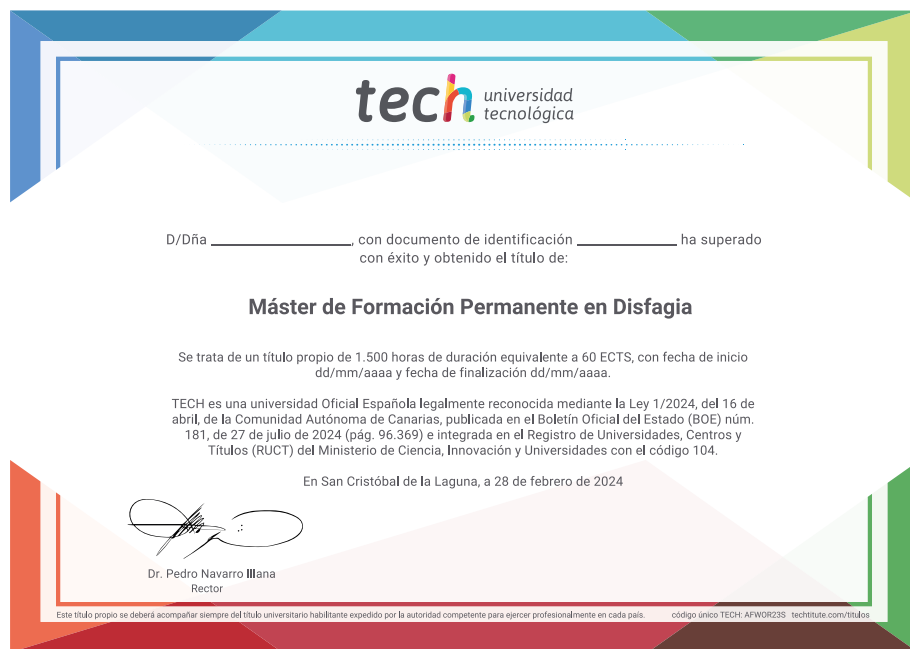 tech universidad
tecnológica
D/Dña ______________, con documento de identificación __________ ha superado
con éxito y obtenido el título de:
Máster de Formación Permanente en Disfagia
Se trata de un título propio de 1.500 horas de duración equivalente a 60 ECTS, con fecha de inicio
dd/mm/aaaa y fecha de finalización dd/mm/aaaa.
TECH es una universidad Oficial Española legalmente reconocida mediante la Ley 1/2024, del 16 de
abril, de la Comunidad Autónoma de Canarias, publicada en el Boletín Oficial del Estado (BOE) núm.
181, de 27 de julio de 2024 (pág. 96.369) e integrada en el Registro de Universidades, Centros y
Títulos (RUCT) del Ministerio de Ciencia, Innovación y Universidades con el código 104.
En San Cristóbal de la Laguna, a 28 de febrero de 2024
Dr. Pedro Navarro Illana
Rector
Este título propio se deberá acompañar siempre del título universitario habilitante expedido por la autoridad competente para ejercer profesionalmente en cada país. código único TECH: AFWOR23S techtitute.com/titulos